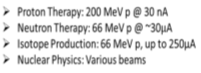 ➢ Proton Therapy: 200 MeV p @ 30 nA
➢ Neutron Therapy: 66 MeV p @ ~30µA
➢ Isotope Production: 66 MeV p, up to 250µA
➢ Nuclear Physics: Various beams